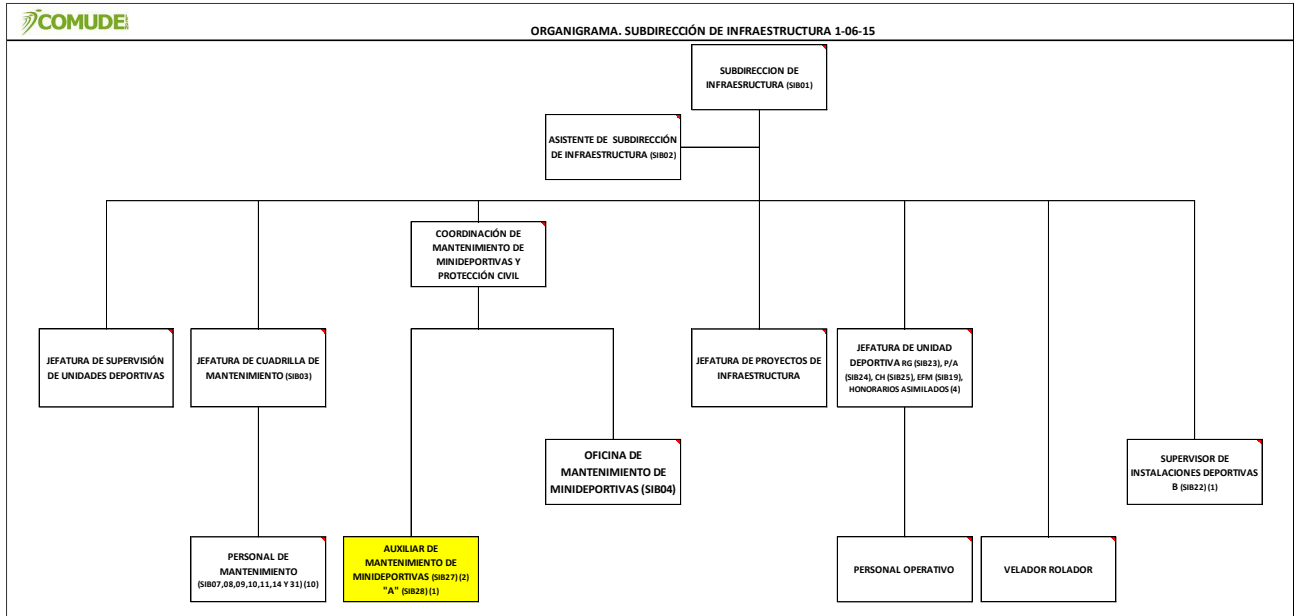 COMUDE
ORGANIGRAMA. SUBDIRECCIÓN DE INFRAESTRUCTURA 1-06-15
SUBDIRECCION DE
INFRAESRUCTURA (SIB01)
ASISTENTE DE SUBDIRECCIÓN
DE INFRAESTRUCTURA (SIB02)
COORDINACIÓN DE
MANTENIMIENTO DE
MINIDEPORTIVAS Y
PROTECCIÓN CIVIL
JEFATURA DE SUPERVISIÓN
DE UNIDADES DEPORTIVAS
JEFATURA DE CUADRILLA DE
MANTENIMIENTO (SIB03)
JEFATURA DE PROYECTOS DE
INFRAESTRUCTURA
JEFATURA DE UNIDAD
DEPORTIVA RG (SIB23), P/A
(SIB24), CH (SIB25), EFM (SIB19),
HONORARIOS ASIMILADOS (4)
OFICINA DE
MANTENIMIENTO DE
MINIDEPORTIVAS (SIB04)
SUPERVISOR DE
INSTALACIONES DEPORTIVAS
B (SIB22) (1)
PERSONAL DE
MANTENIMIENTO
(SIB07,08,09,10,11,14 Y 31) (10)
AUXILIAR DE
MANTENIMIENTO DE
MINIDEPORTIVAS (SIB27) (2)
"A" (SIB28) (1)
PERSONAL OPERATIVO
VELADOR ROLADOR